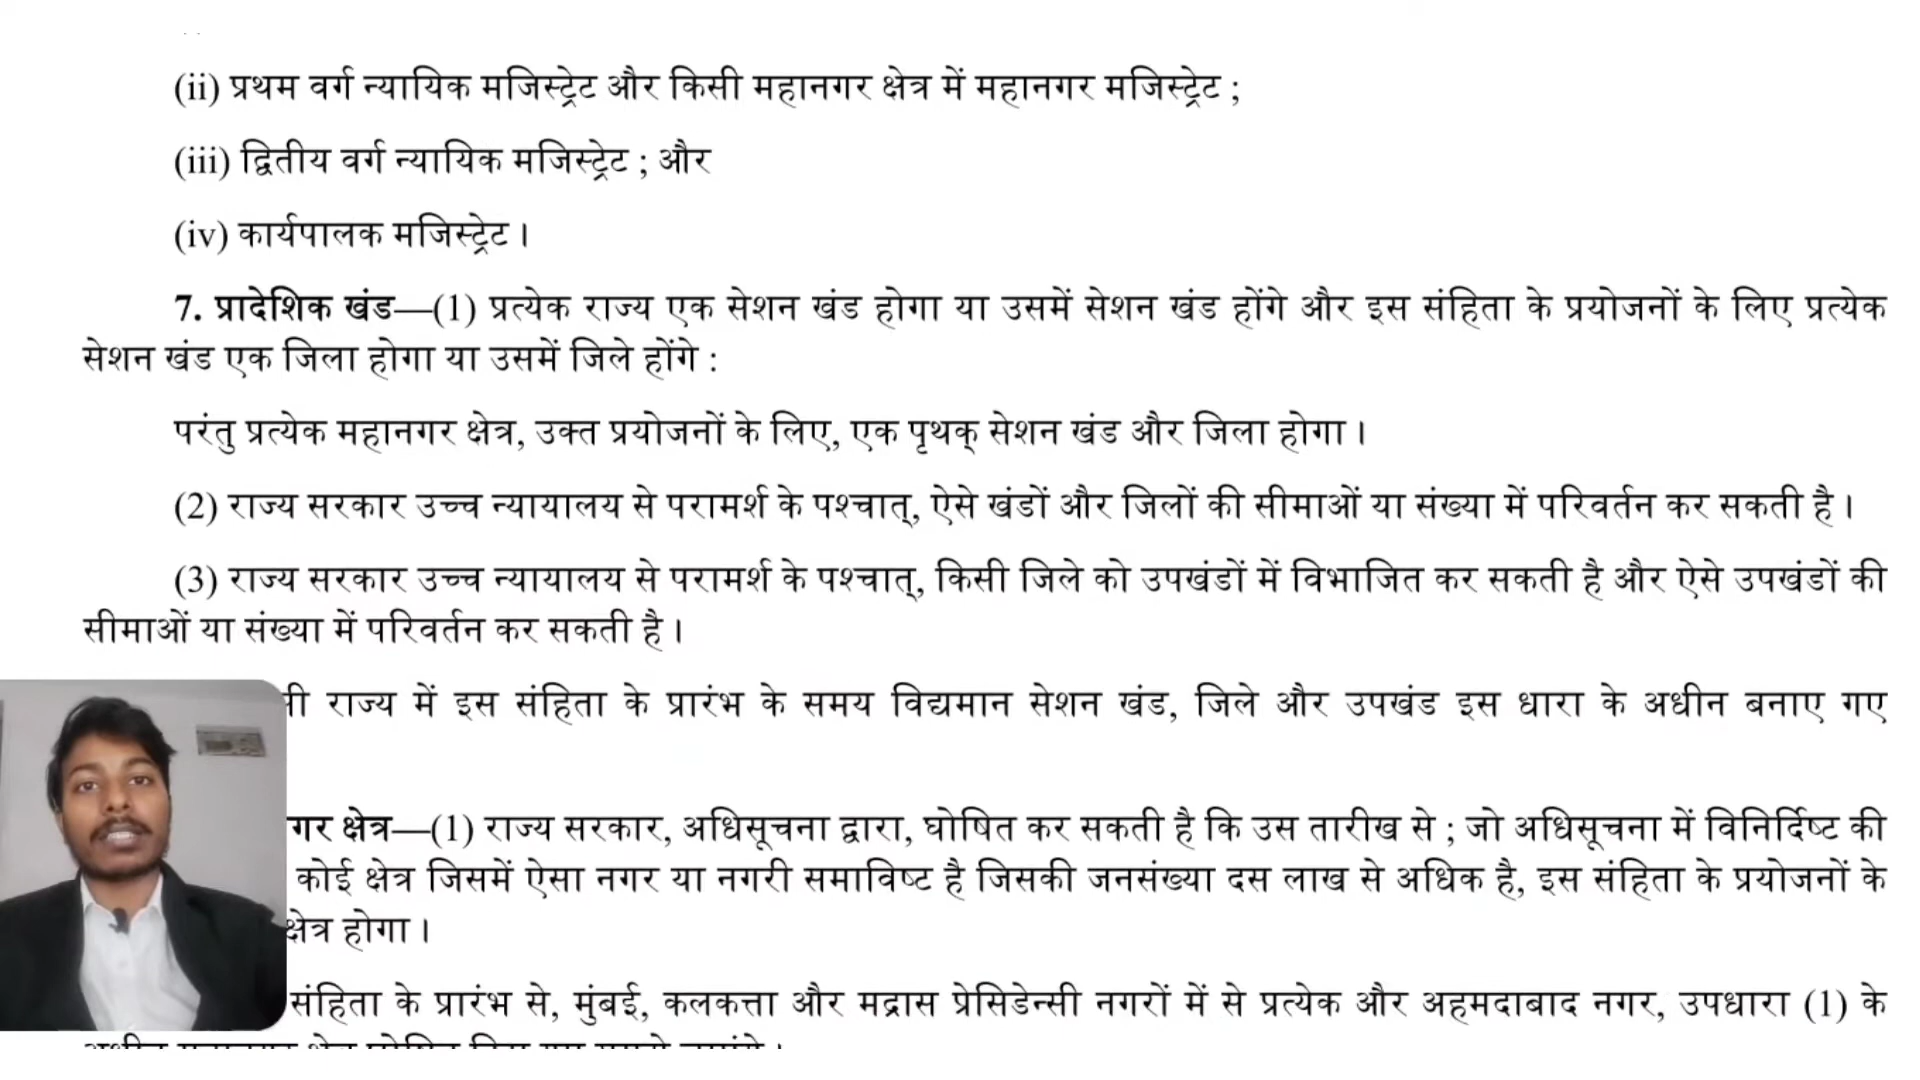 (ii) प्रथम वर्ग न्यायिक मजिस्ट्रेट और किसी महानगर क्षेत्र में महानगर मजिस्ट्रेट ;
(iii) द्वितीय वर्ग न्यायिक मजिस्ट्रेट ; और
(iv) कार्यपालक मजिस्ट्रेट ।
7. प्रादेशिक खंड—(1) प्रत्येक राज्य एक सेशन खंड होगा या उसमें सेशन खंड होंगे और इस संहिता के प्रयोजनों के लिए प्रत्येक
सेशन खंड एक जिला होगा या उसमें जिले होंगे :
परंतु प्रत्येक महानगर क्षेत्र, उक्त प्रयोजनों के लिए, एक पृथक् सेशन खंड और जिला होगा ।
(2) राज्य सरकार उच्च न्यायालय से परामर्श के पश्चात्, ऐसे खंडों और जिलों की सीमाओं या संख्या में परिवर्तन कर सकती है ।
(3) राज्य सरकार उच्च न्यायालय से परामर्श के पश्चात्, किसी जिले को उपखंडों में विभाजित कर सकती है और ऐसे उपखंडों की
सीमाओं या संख्या में परिवर्तन कर सकती है ।
राज्य में इस संहिता के प्रारंभ के समय विद्यमान सेशन खंड, जिले और उपखंड इस धारा के अधीन बनाए गए
गर क्षेत्र—(1) राज्य सरकार, अधिसूचना द्वारा, घोषित कर सकती है कि उस तारीख से ; जो अधिसूचना में विनिर्दिष्ट की
कोई क्षेत्र जिसमें ऐसा नगर या नगरी समाविष्ट है जिसकी जनसंख्या दस लाख से अधिक है, इस संहिता के प्रयोजनों के
क्षेत्र होगा ।
संहिता के प्रारंभ से, मुंबई, कलकत्ता और मद्रास प्रेसिडेन्सी नगरों में से प्रत्येक और अहमदाबाद नगर, उपधारा (1) के